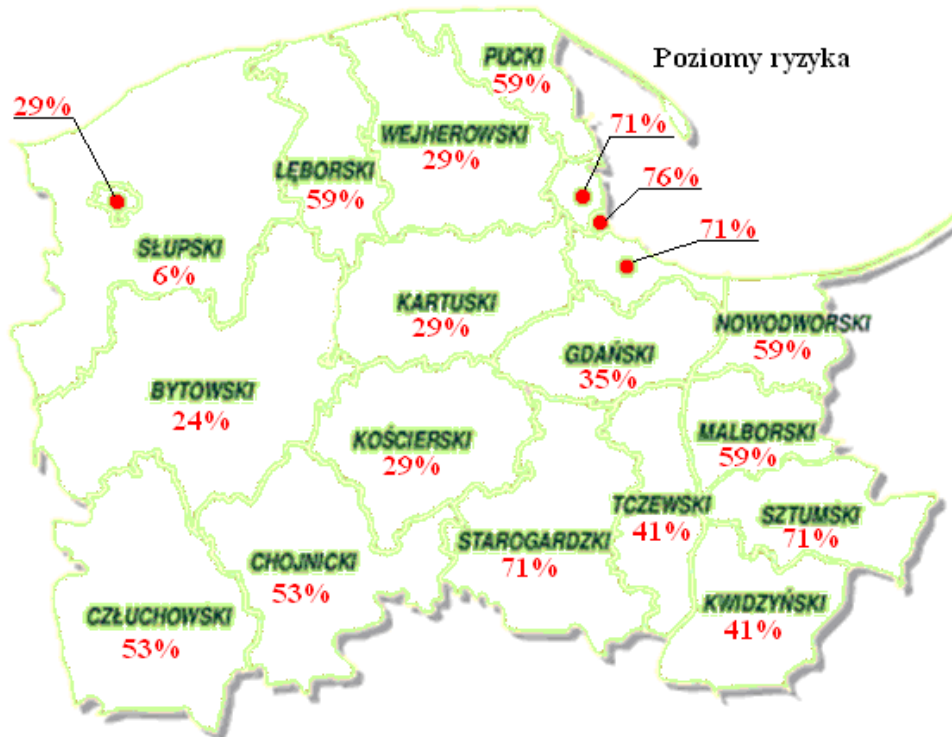 PUCKI
59%
Poziomy ryzyka
29%
71%
WEJHEROWSKI
29%
LĘBORSKI
59%
76%
71%
SŁUPSKI
6%
KARTUSKI
29%
NOWODWORSKI
59%
GDAŃSKI
35%
BYTOWSKI
24%
KOŚCIERSKI
29%
MALBORSKI
59%
TCZEWSKI
41%
SZTUMSKI
71%
STAROGARDZKI
71%
CHOJNICKI
53%
CZŁUCHOWSKI
53%
KWIDZYŃSKI
41%